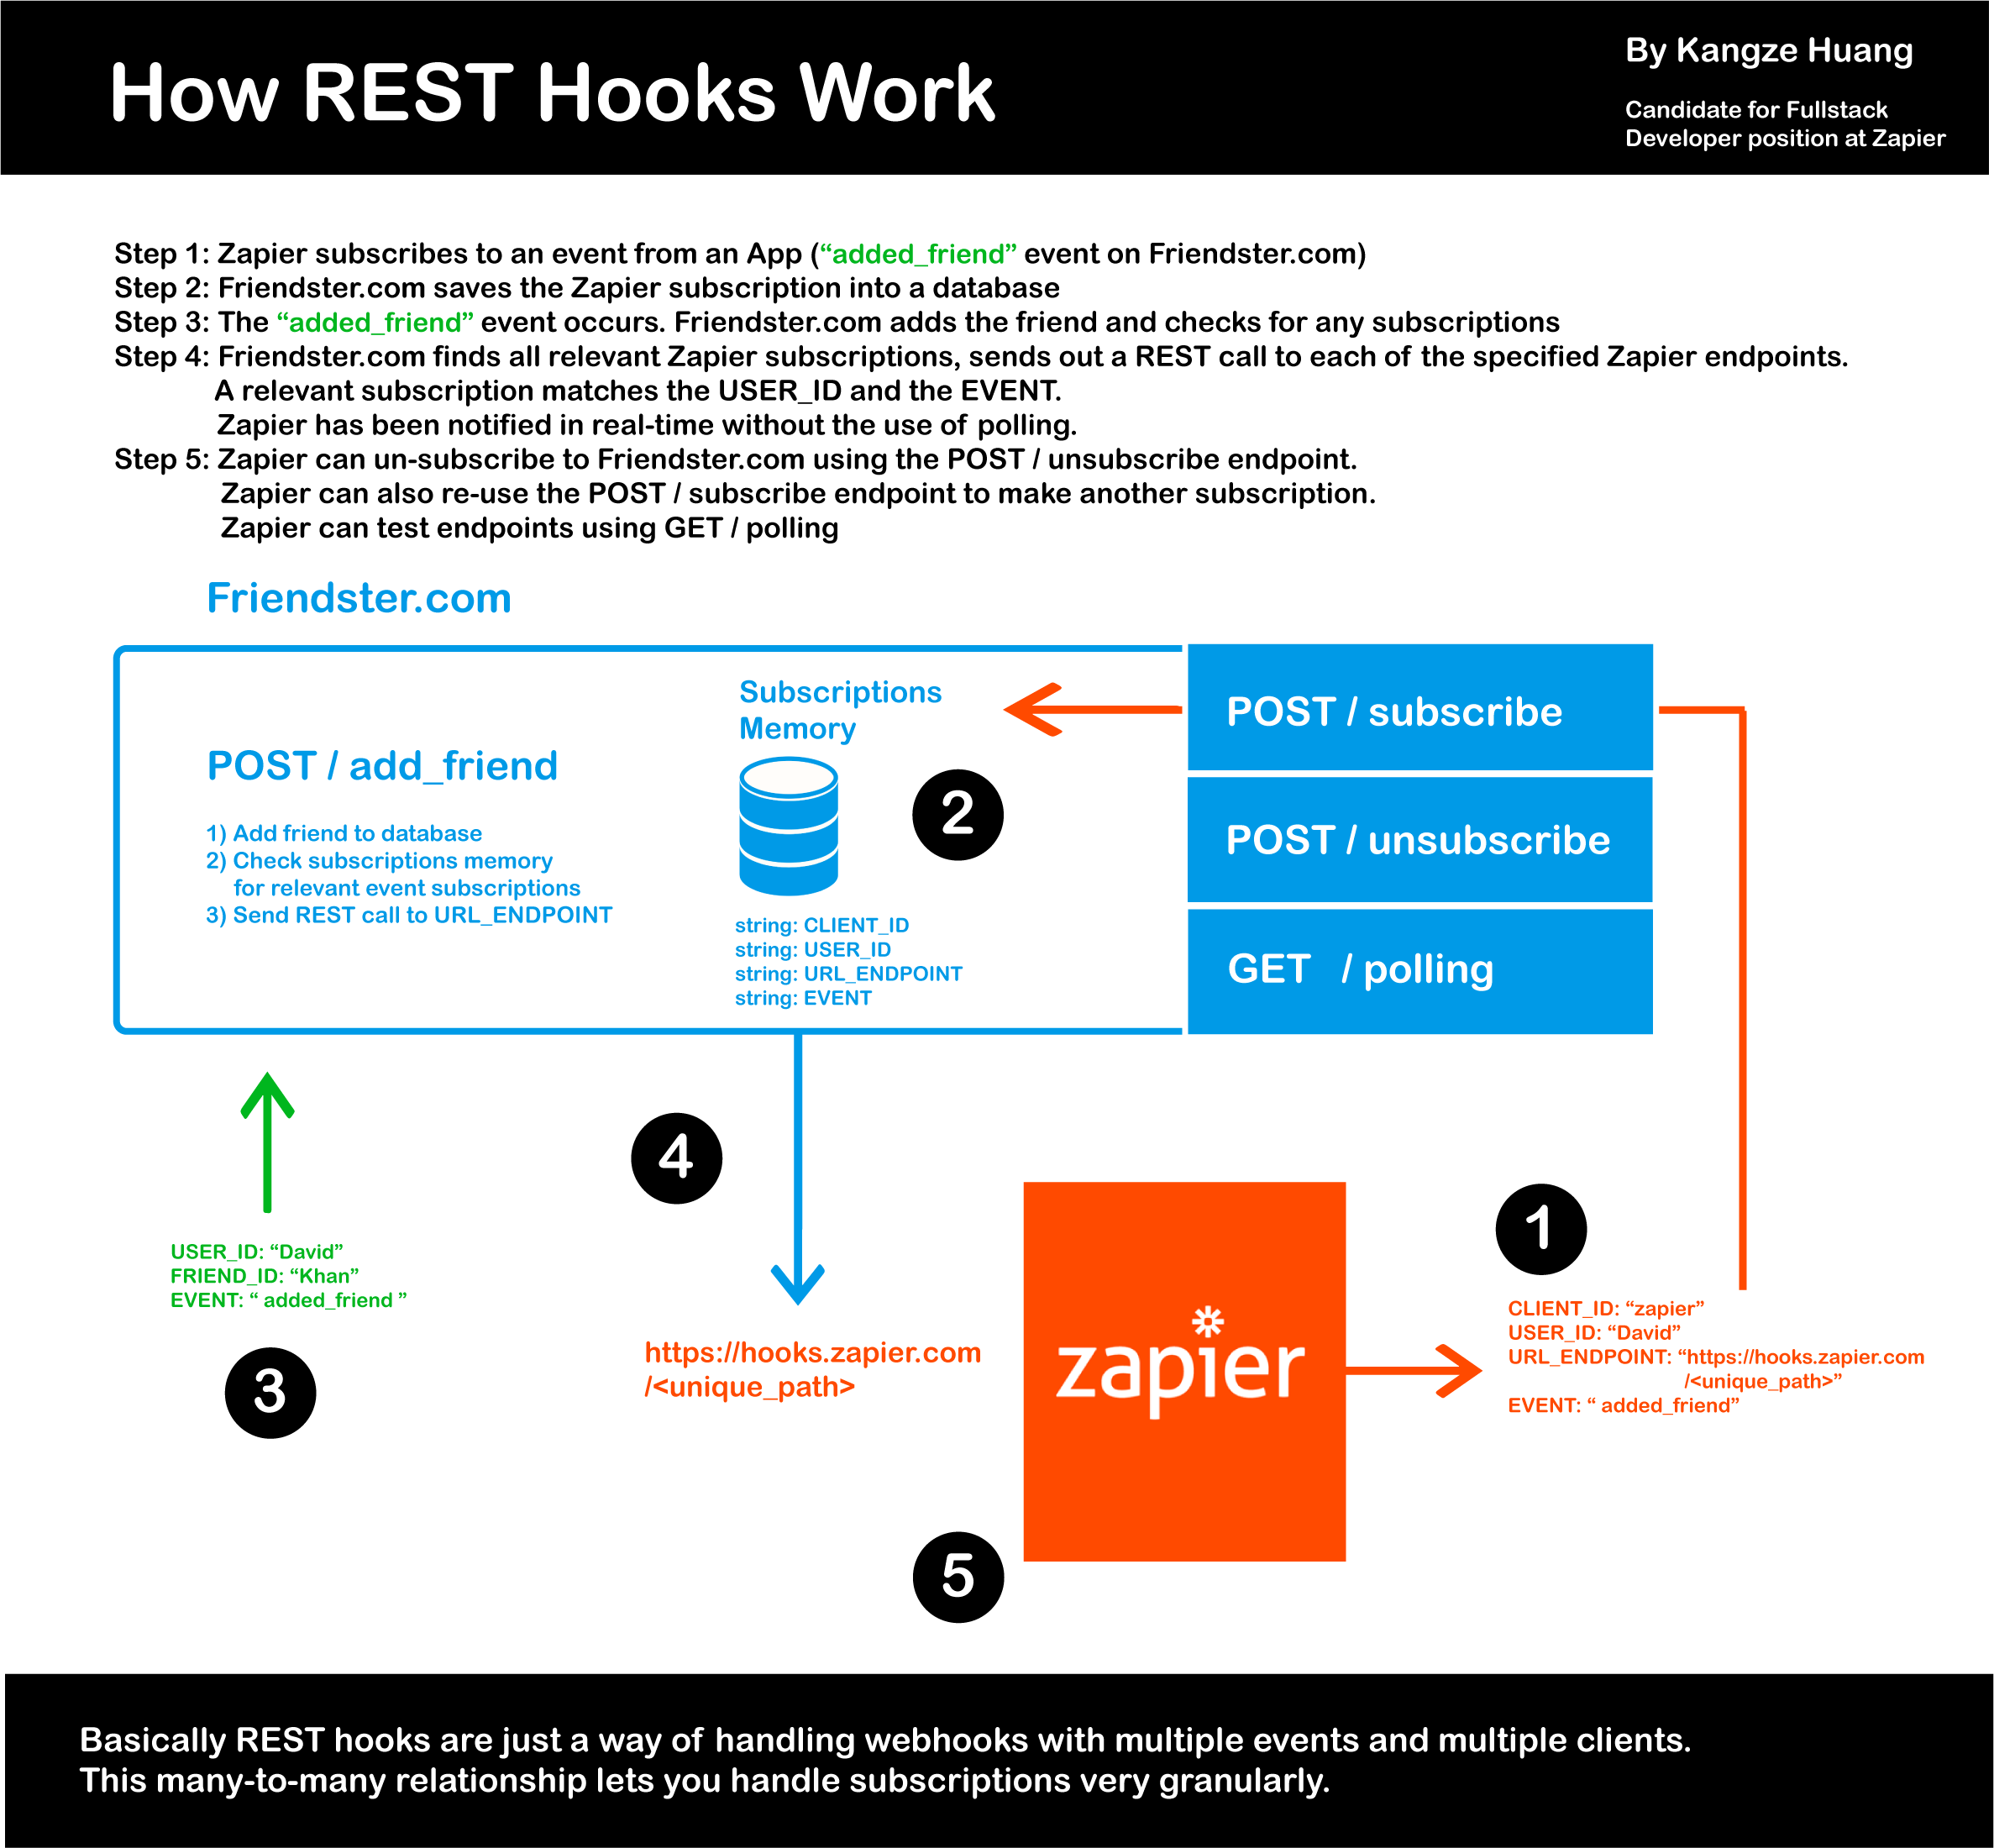 How REST Hooks Work
By Kangze Huang
Candidate for Fullstack
Developer position at Zapier
Step 1: Zapier subscribes to an event from an App (“added_friend” event on Friendster.com)
Step 2: Friendster.com saves the Zapier subscription into a database
Step 3: The “added_friend” event occurs. Friendster.com adds the friend and checks for any subscriptions
Step 4: Friendster.com finds all relevant Zapier subscriptions, sends out a REST call to each of the specified Zapier endpoints.
A relevant subscription matches the USER_ID and the EVENT.
Zapier has been notified in real-time without the use of polling.
Step 5: Zapier can un-subscribe to Friendster.com using the POST / unsubscribe endpoint.
Zapier can also re-use the POST / subscribe endpoint to make another subscription.
Zapier can test endpoints using GET / polling
Friendster.com
POST / add_friend
1) Add friend to database
2) Check subscriptions memory
for relevant event subscriptions
3) Send REST call to URL_ENDPOINT
Subscriptions
Memory
2
string: CLIENT_ID
string: USER_ID
string: URL_ENDPOINT
string: EVENT
POST / subscribe
POST / unsubscribe
GET / polling
4
1
USER_ID: “David”
FRIEND_ID: “Khan”
EVENT: “ added_friend ”
3
https://hooks.zapier.com
/<unique_path>
zapier
CLIENT_ID: “zapier”
USER_ID: “David”
URL_ENDPOINT: “https://hooks.zapier.com
/<unique_path>”
EVENT: “ added_friend”
5
Basically REST hooks are just a way of handling webhooks with multiple events and multiple clients.
This many-to-many relationship lets you handle subscriptions very granularly.